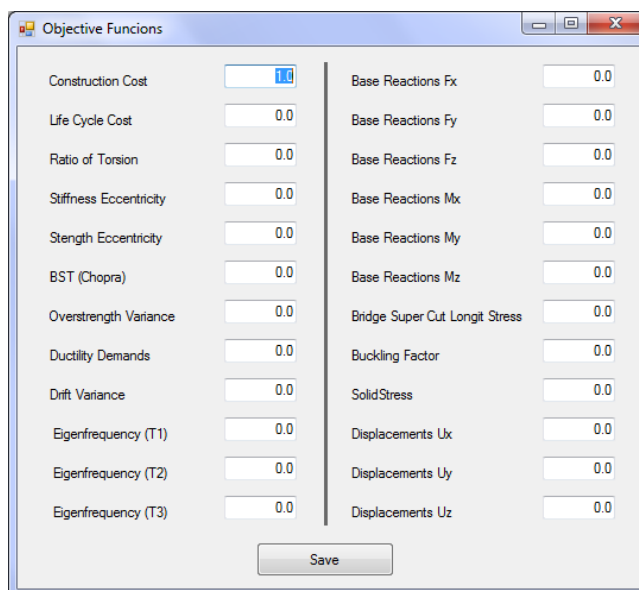 Objective Funcions
Construction Cost 1.0
Life Cycle Cost 0.0
Ratio of Torsion 0.0
Stiffness Eccentricity 0.0
Stength Eccentricity 0.0
BST (Chopra) 0.0
Overstrength Variance 0.0
Ductility Demands 0.0
Drift Variance 0.0
Eigenfrequency (T1) 0.0
Eigenfrequency (T2) 0.0
Eigenfrequency (T3) 0.0
Base Reactions Fx 0.0
Base Reactions Fy 0.0
Base Reactions Fz 0.0
Base Reactions Mx 0.0
Base Reactions My 0.0
Base Reactions Mz 0.0
Bridge Super Cut Longit Stress 0.0
Buckling Factor 0.0
SolidStress 0.0
Displacements Ux 0.0
Displacements Uy 0.0
Displacements Uz 0.0
Save